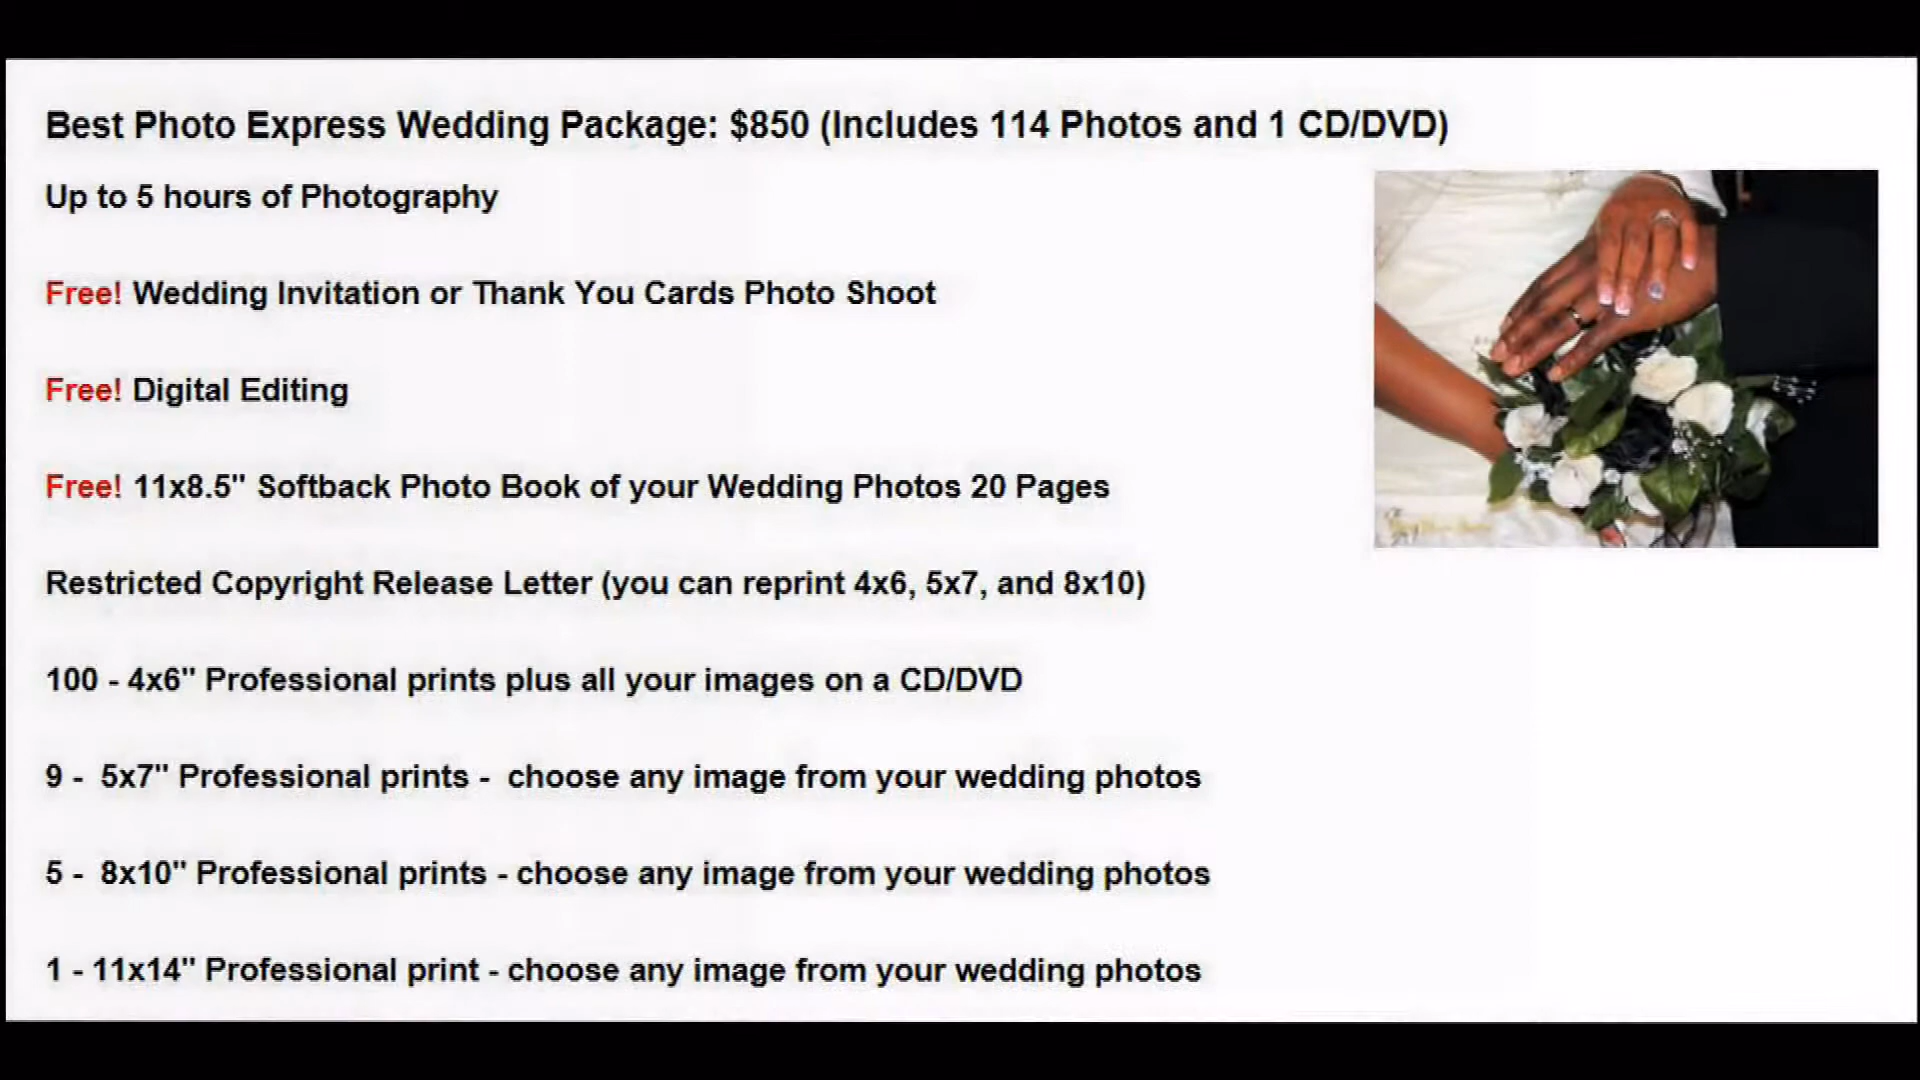 Best Photo Express Wedding Package: $850 (Includes 114 Photos and 1 CD/DVD)
Up to 5 hours of Photography
Free! Wedding Invitation or Thank You Cards Photo Shoot
Free! Digital Editing
Free! 11x8.5" Softback Photo Book of your Wedding Photos 20 Pages
Restricted Copyright Release Letter (you can reprint 4x6, 5x7, and 8x10)
100 - 4x6" Professional prints plus all your images on a CD/DVD
9 -  5x7" Professional prints -  choose any image from your wedding photos
5 -  8x10" Professional prints - choose any image from your wedding photos
1 - 11x14" Professional print - choose any image from your wedding photos